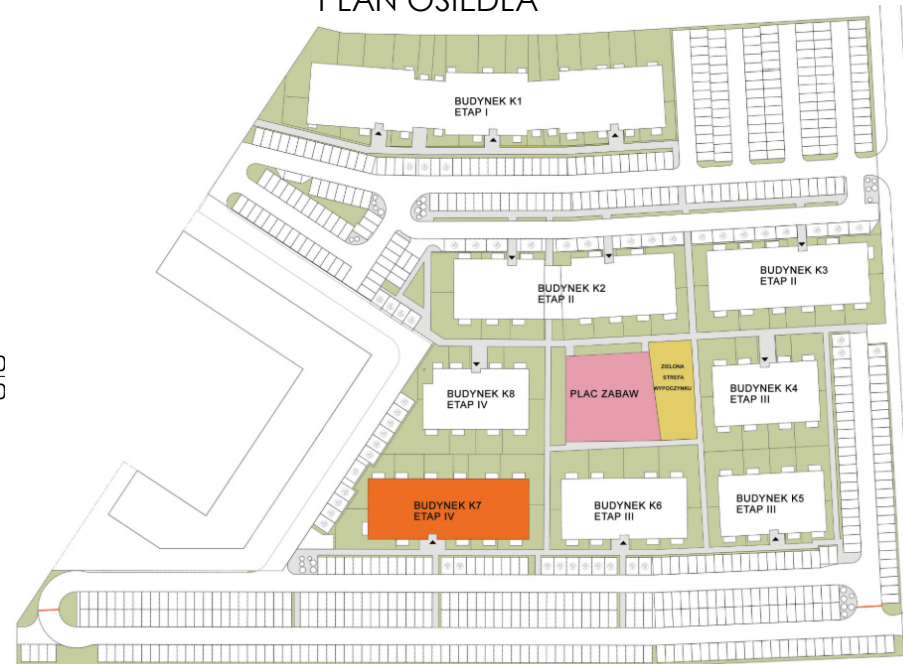 PLAN OSIEDLA
BUDYNEK K1
ETAP I
BUDYNEK K2
ETAP II
BUDYNEK K3
ETAP II
BUDYNEK K8
ETAP IV
PLAC ZABAW
ZIELONA
STREFA
WYPOCZYNKU
BUDYNEK K4
ETAP III
BUDYNEK K7
ETAP IV
BUDYNEK K6
ETAP III
BUDYNEK K5
ETAP III